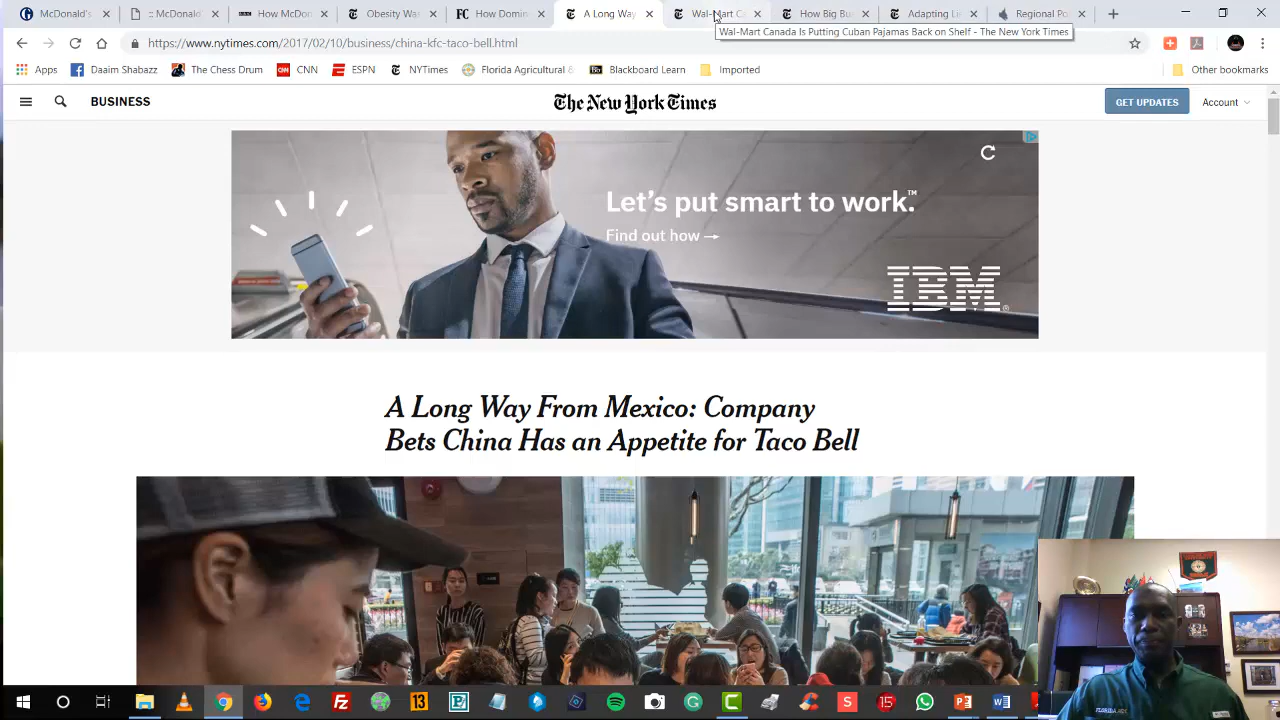 McDonald's
:: McDonald'
How McDo
Obesity Wa
How Domin
A Long Way
Wal-Mart Ca
How Big Bu
Adapting Li
Regional Po
Wal-Mart Canada Is Putting Cuban Pajamas Back on Shelf - The New York Times
https://www.nytimes.com/2017/02/10/business/china-kfc-taco-bell.html
Apps
Daaim Shabazz
The Chess Drum
CNN
ESPN
NYTimes
Florida Agricultural &
Blackboard Learn
Imported
Other bookmarks
BUSINESS
The New York Times
GET UPDATES
Account
Let's put smart to work.™
Find out how →
IBM
A Long Way From Mexico: Company
Bets China Has an Appetite for Taco Bell